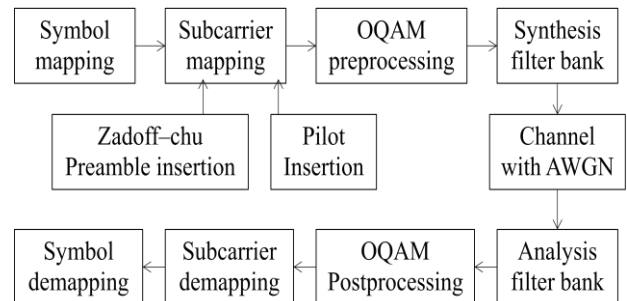 Symbol
mapping
Subcarrier
mapping
OQAM
preprocessing
Synthesis
filter bank
Zadoff–chu
Preamble insertion
Pilot
Insertion
Channel
with AWGN
Symbol
demapping
Subcarrier
demapping
OQAM
Postprocessing
Analysis
filter bank